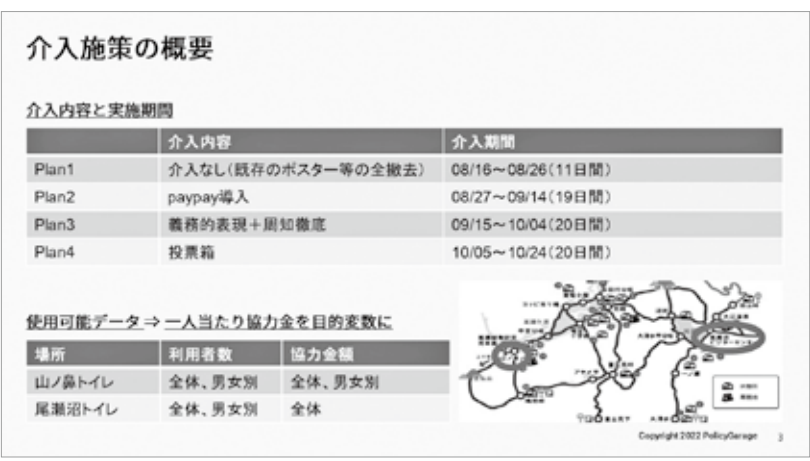 介入施策の概要
介入内容と実施期間
介入内容 介入期間
Plan1 介入なし（既存のポスター等の全撤去） 08/16～08/26（11日間）
Plan2 paypay導入 08/27～09/14（19日間）
Plan3 義務的表現＋周知徹底 09/15～10/04（20日間）
Plan4 投票箱 10/05～10/24（20日間）
使用可能データ⇒一人当たり協力金を目的変数に
場所 利用者数 協力金額
山ノ鼻トイレ 全体、男女別 全体、男女別
尾瀬沼トイレ 全体、男女別 全体
Copyright 2022 PolicyGarage 3